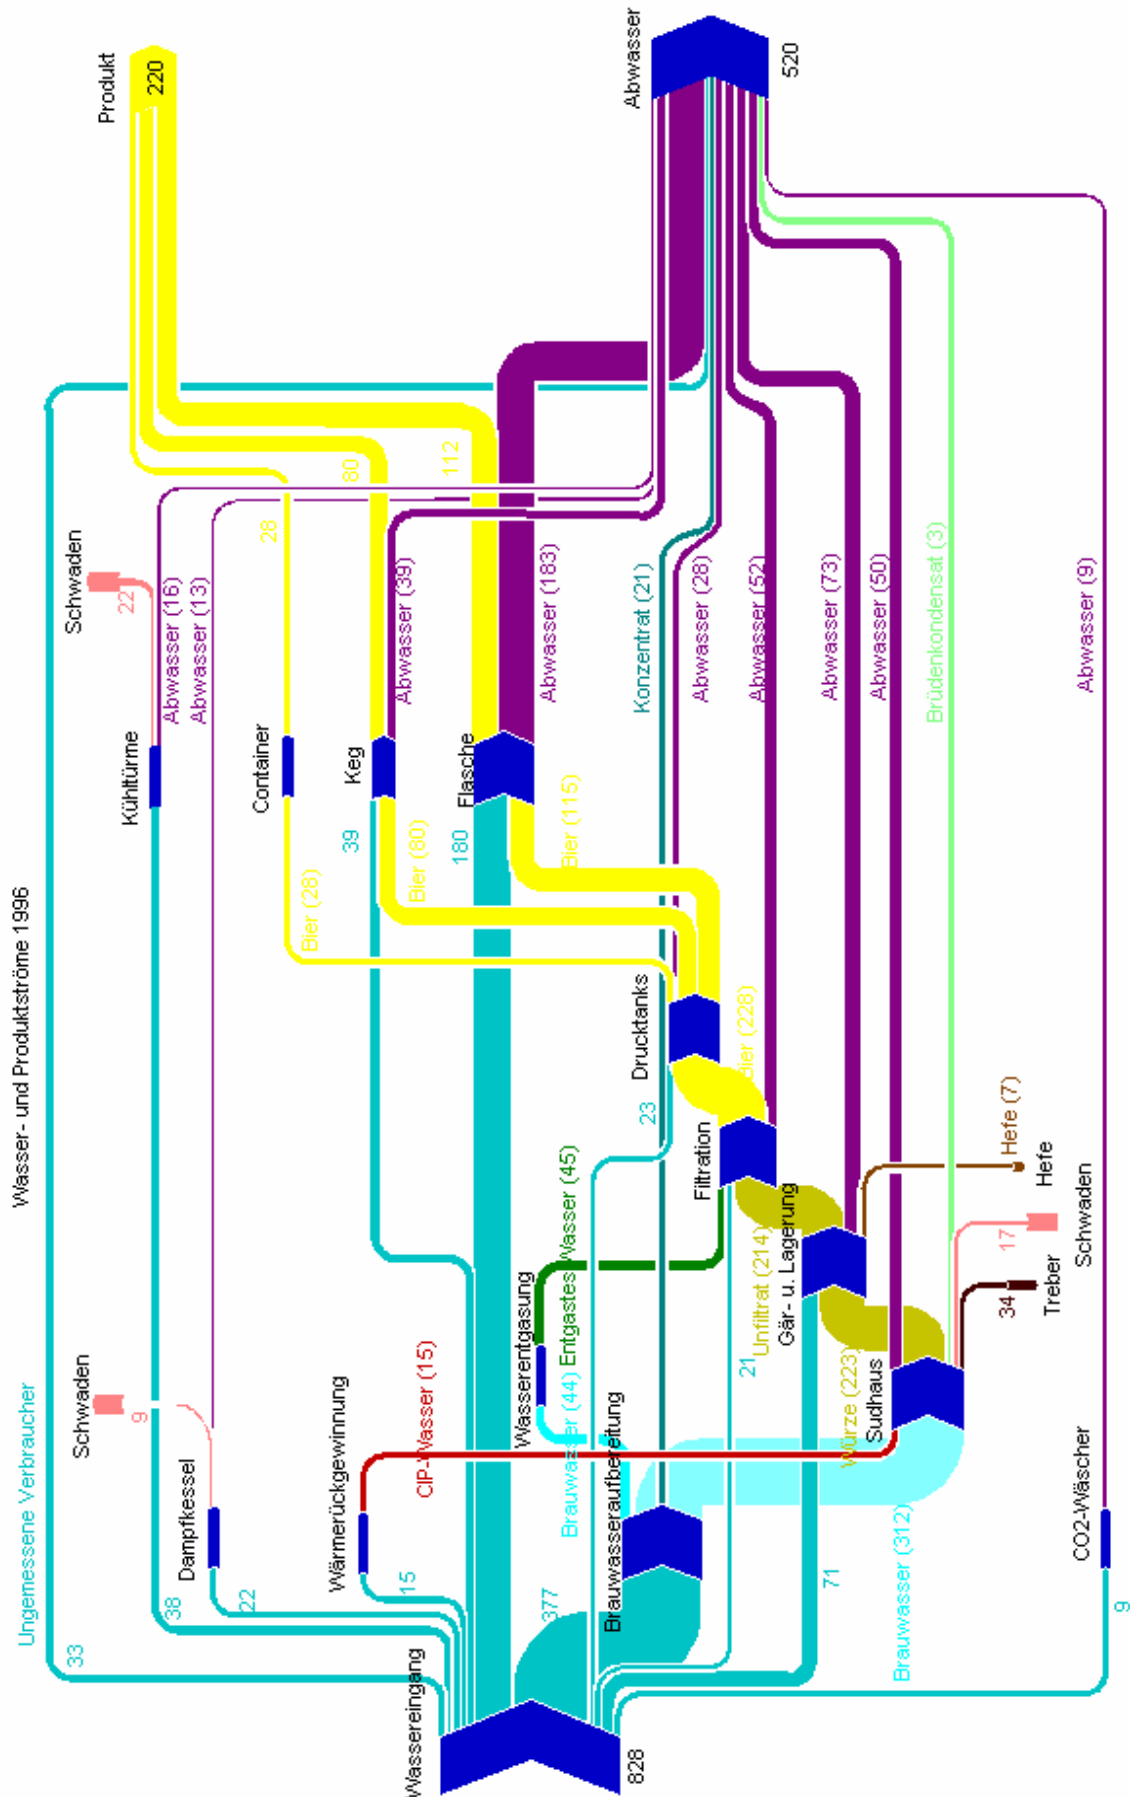 Wasser- und Produktströme 1996
Ungemessene Verbraucher
33
Schwaden
9
38
Dampfkessel
22
Wärmerückgewinnung
15
CIP-Wasser (15)
Wassereingang
828
377
Brauwasseraufbereitung
Brauwasser (44)
Wasserentgasung
Entgastes Wasser (45)
Brauwasser (312)
71
21
CO2-Wäscher
9
Sudhaus
Würze (223)
Unfiltrat (214)
Gär- u. Lagerung
34
Treber
17
Schwaden
Hefe (7)
Hefe
Filtration
23
Bier (228)
Drucktanks
Bier (28)
39
Bier (80)
180
Bier (115)
Kühltürme
Container
Keg
Flasche
Schwaden
22
Abwasser (16)
Abwasser (13)
28
80
112
Abwasser (39)
Abwasser (183)
Konzentrat (21)
Abwasser (28)
Abwasser (52)
Abwasser (73)
Abwasser (50)
Brüdenkondensat (3)
Abwasser (9)
Produkt
220
Abwasser
520